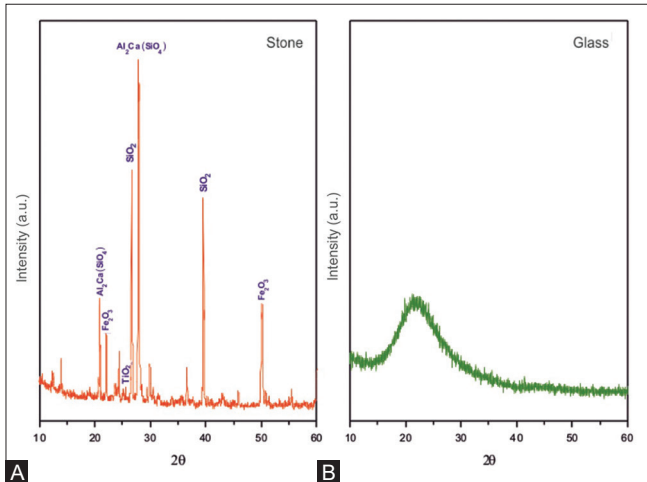 Stone
Al₂Ca(SiO₄)
SiO₂
SiO₂
Al₂Ca(SiO₄)
Fe₂O₃
TiO₂
Fe₂O₃
Intensity (a.u.)
10 20 30 40 50 60
2θ
A
Glass
Intensity (a.u.)
10 20 30 40 50 60
2θ
B